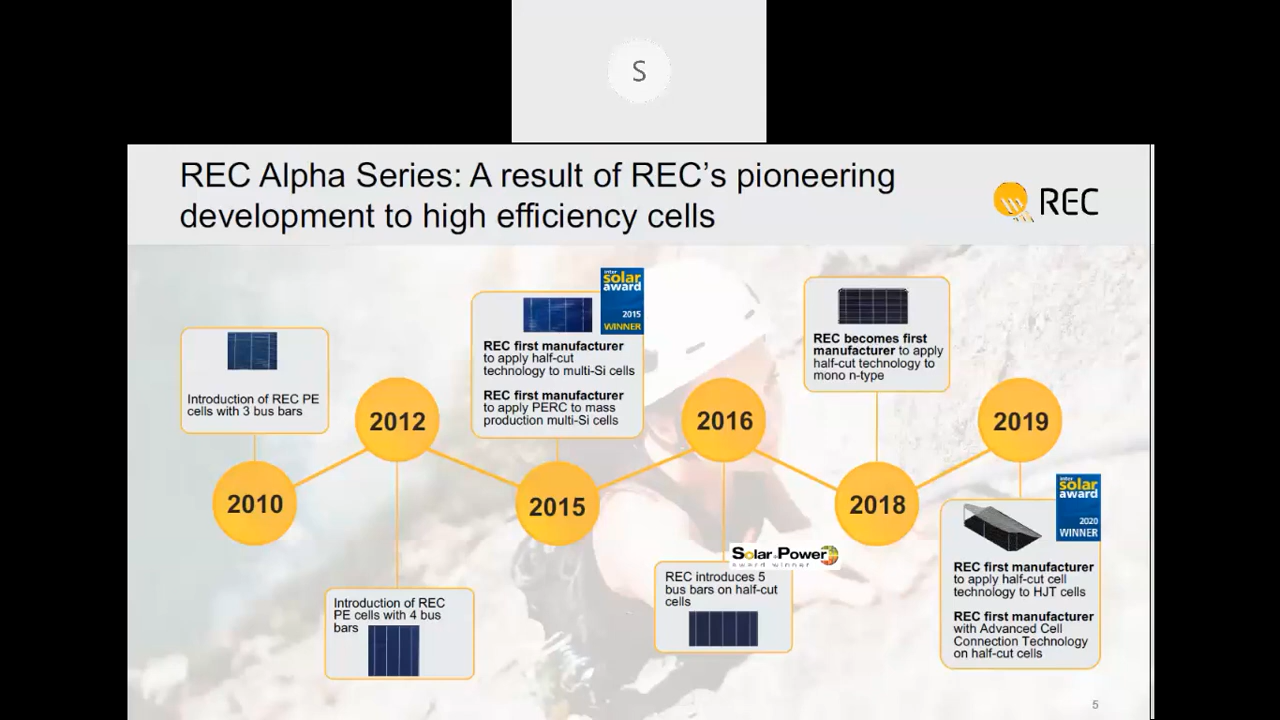 S
REC Alpha Series: A result of REC's pioneering
development to high efficiency cells
REC
Introduction of REC PE
cells with 3 bus bars
2010
2012
Introduction of REC
PE cells with 4 bus
bars
inter
solar
award
2015
WINNER
REC first manufacturer
to apply half-cut
technology to multi-Si cells
REC first manufacturer
to apply PERC to mass
production multi-Si cells
2015
2016
Solar Power
award winner
REC introduces 5
bus bars on half-cut
cells
REC becomes first
manufacturer to apply
half-cut technology to
mono n-type
2018
2019
inter
solar
award
2020
WINNER
REC first manufacturer
to apply half-cut cell
technology to HJT cells
REC first manufacturer
with Advanced Cell
Connection Technology
on half-cut cells
5